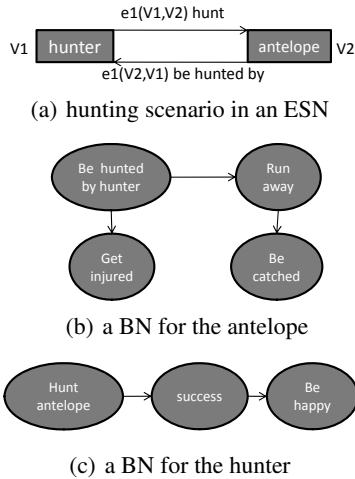 e1(V1,V2) hunt
V1 hunter antelope V2
e1(V2,V1) be hunted by
(a) hunting scenario in an ESN
Be hunted
by hunter
Run
away
Get
injured
Be
catched
(b) a BN for the antelope
Hunt
antelope
success
Be
happy
(c) a BN for the hunter